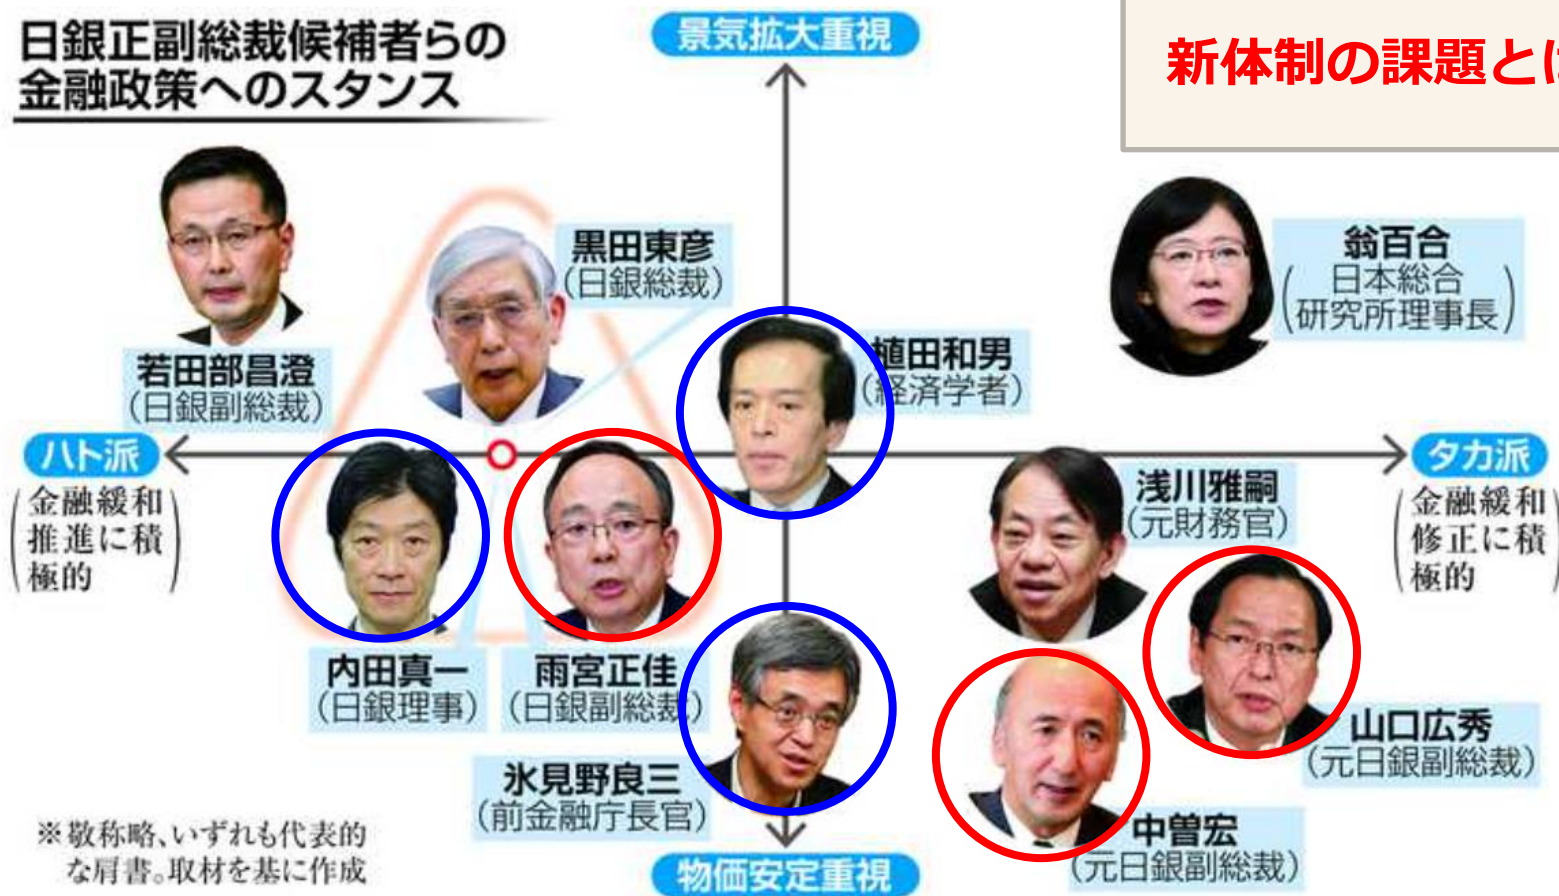 日銀正副総裁候補者らの
金融政策へのスタンス
景気拡大重視
新体制の課題と
黒田東彦
(日銀総裁)
翁百合
(日本総合
研究所理事長)
若田部昌澄
(日銀副総裁)
植田和男
(経済学者)
ハト派
(金融緩和
推進に積
極的)
タカ派
(金融緩和
修正に積
極的)
浅川雅嗣
(元財務官)
内田真一
(日銀理事)
雨宮正佳
(日銀副総裁)
山口広秀
(元日銀副総裁)
氷見野良三
(前金融庁長官)
中曽宏
(元日銀副総裁)
※敬称略、いずれも代表的
な肩書。取材を基に作成
物価安定重視